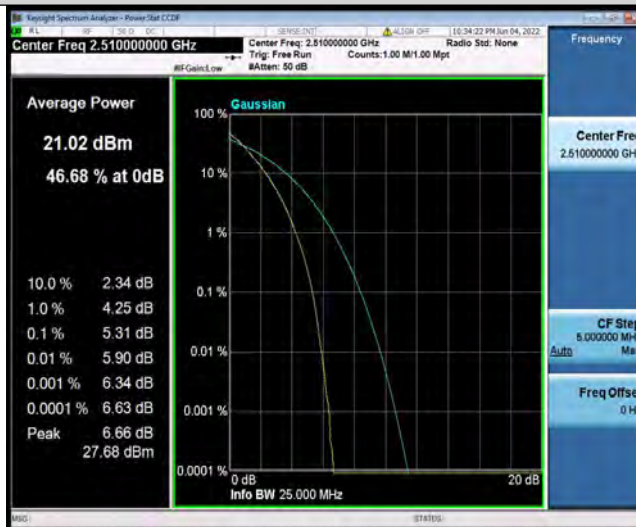 Keysight Spectrum Analyzer - Power Stat CCDF
RL RF 50 Ω DC SENSE:INT ALIGN OFF 10:34:22 PM Jun 04, 2022
Center Freq 2.510000000 GHz
Center Freq: 2.510000000 GHz Radio Std: None
Trig: Free Run Counts:1.00 M/1.00 Mpt
#IFGain:Low #Atten: 50 dB
Frequency
Average Power
21.02 dBm
46.68 % at 0dB
10.0 % 2.34 dB
1.0 % 4.25 dB
0.1 % 5.31 dB
0.01 % 5.90 dB
0.001 % 6.34 dB
0.0001 % 6.63 dB
Peak 6.66 dB
27.68 dBm
Gaussian
100 %
10 %
1 %
0.1 %
0.01 %
0.001 %
0.0001 %
0 dB 20 dB
Info BW 25.000 MHz
Center Fre
2.510000000 GH
CF Ste
5.000000 MH
Auto Ma
Freq Offse
0 H
MSG STATUS